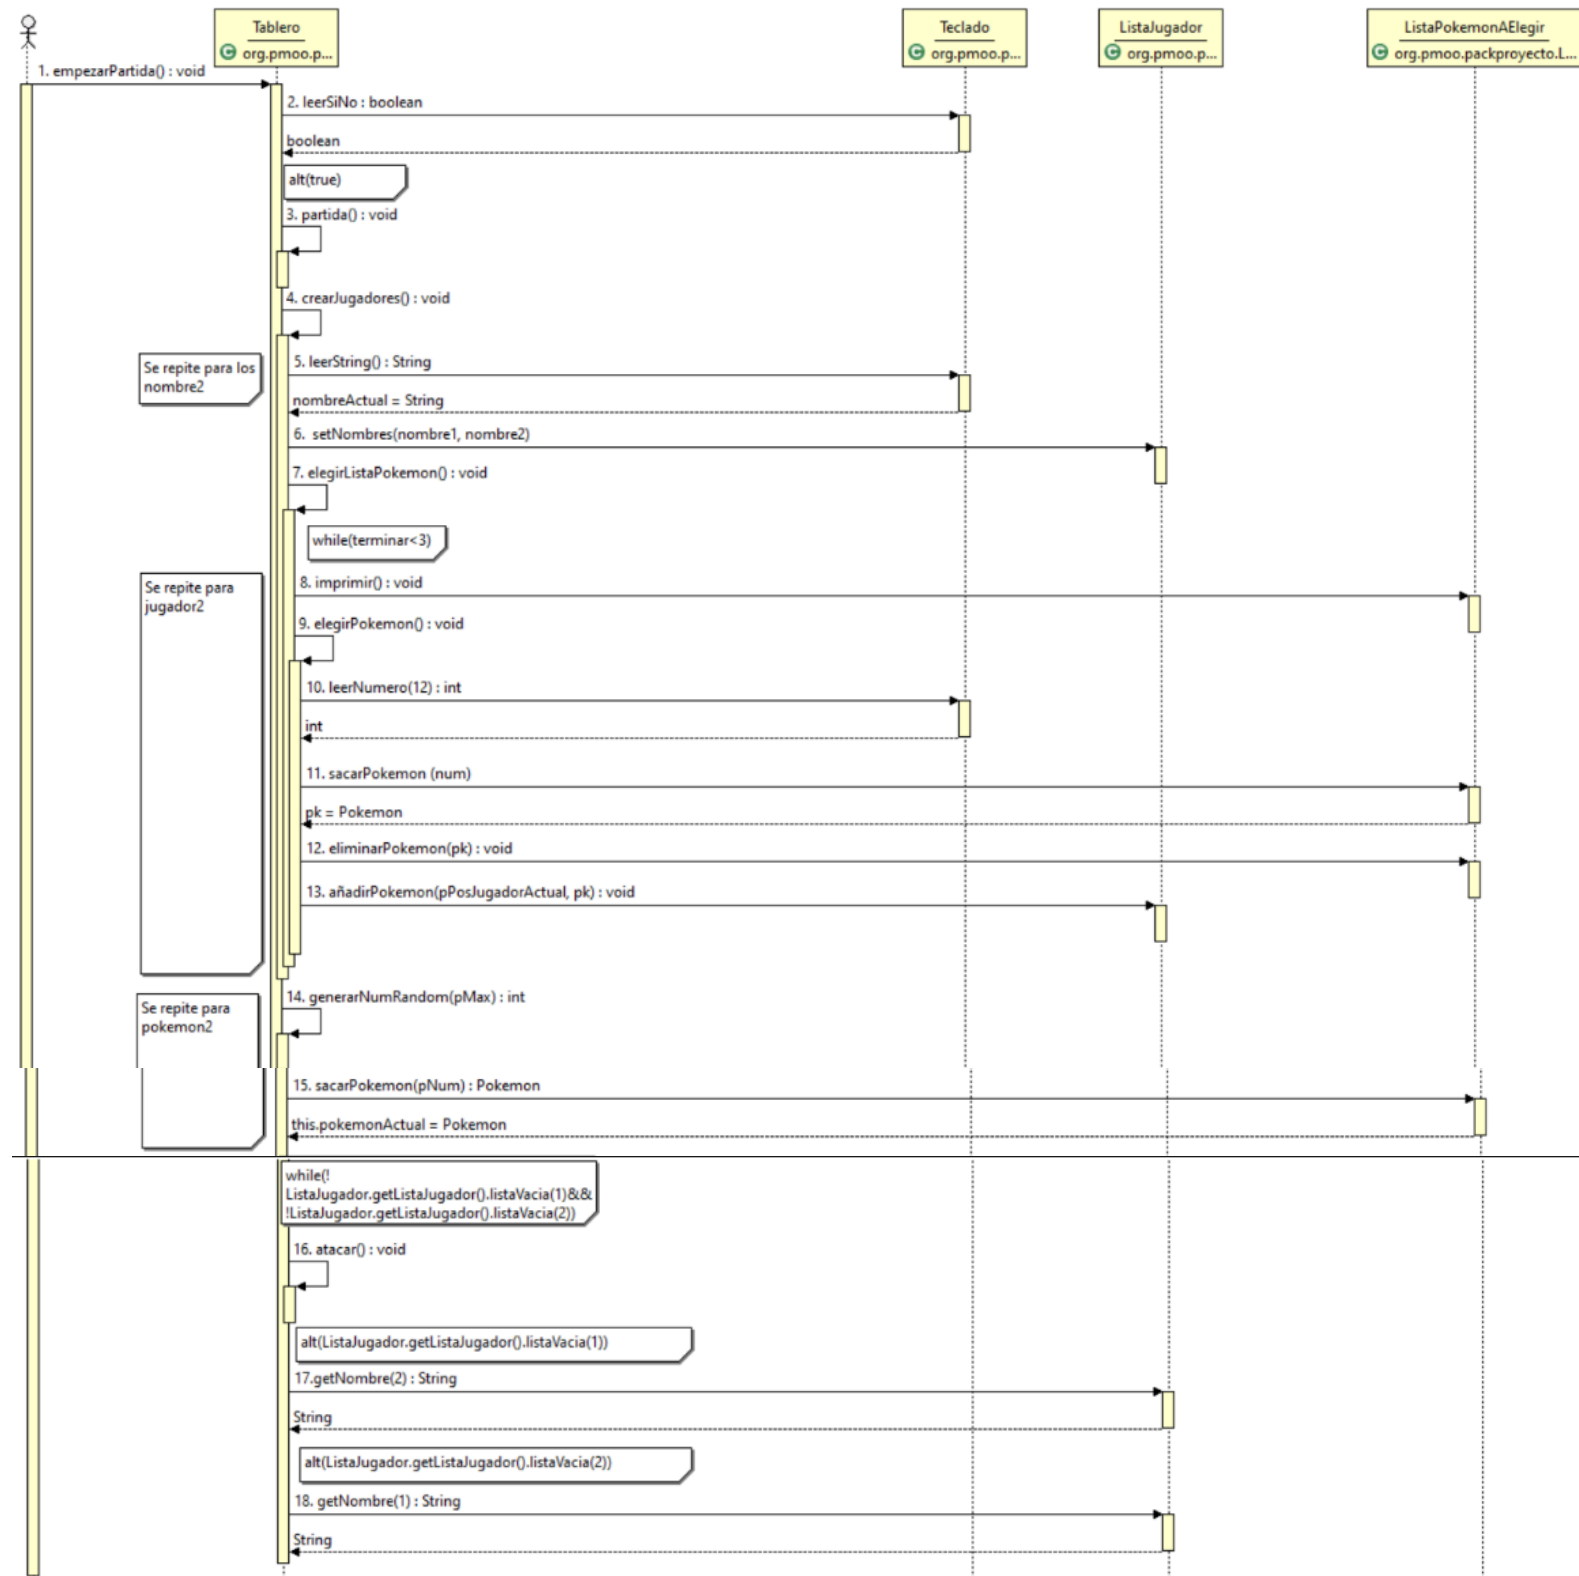 Tablero
org.pmoo.p...
Teclado
org.pmoo.p...
ListaJugador
org.pmoo.p...
ListaPokemonAElegir
org.pmoo.packproyecto.L...
1. empezarPartida() : void
2. leerSiNo : boolean
boolean
alt(true)
3. partida() : void
4. crearJugadores() : void
Se repite para los
nombre2
5. leerString() : String
nombreActual = String
6. setNombres(nombre1, nombre2)
7. elegirListaPokemon() : void
while(terminar<3)
Se repite para
jugador2
8. imprimir() : void
9. elegirPokemon() : void
10. leerNumero(12) : int
int
11. sacarPokemon (num)
pk = Pokemon
12. eliminarPokemon(pk) : void
13. añadirPokemon(pPosJugadorActual, pk) : void
14. generarNumRandom(pMax) : int
Se repite para
pokemon2
15. sacarPokemon(pNum) : Pokemon
this.pokemonActual = Pokemon
while(!
ListaJugador.getListaJugador().listaVacia(1)&&
!ListaJugador.getListaJugador().listaVacia(2))
16. atacar() : void
alt(ListaJugador.getListaJugador().listaVacia(1))
17.getNombre(2) : String
String
alt(ListaJugador.getListaJugador().listaVacia(2))
18. getNombre(1) : String
String